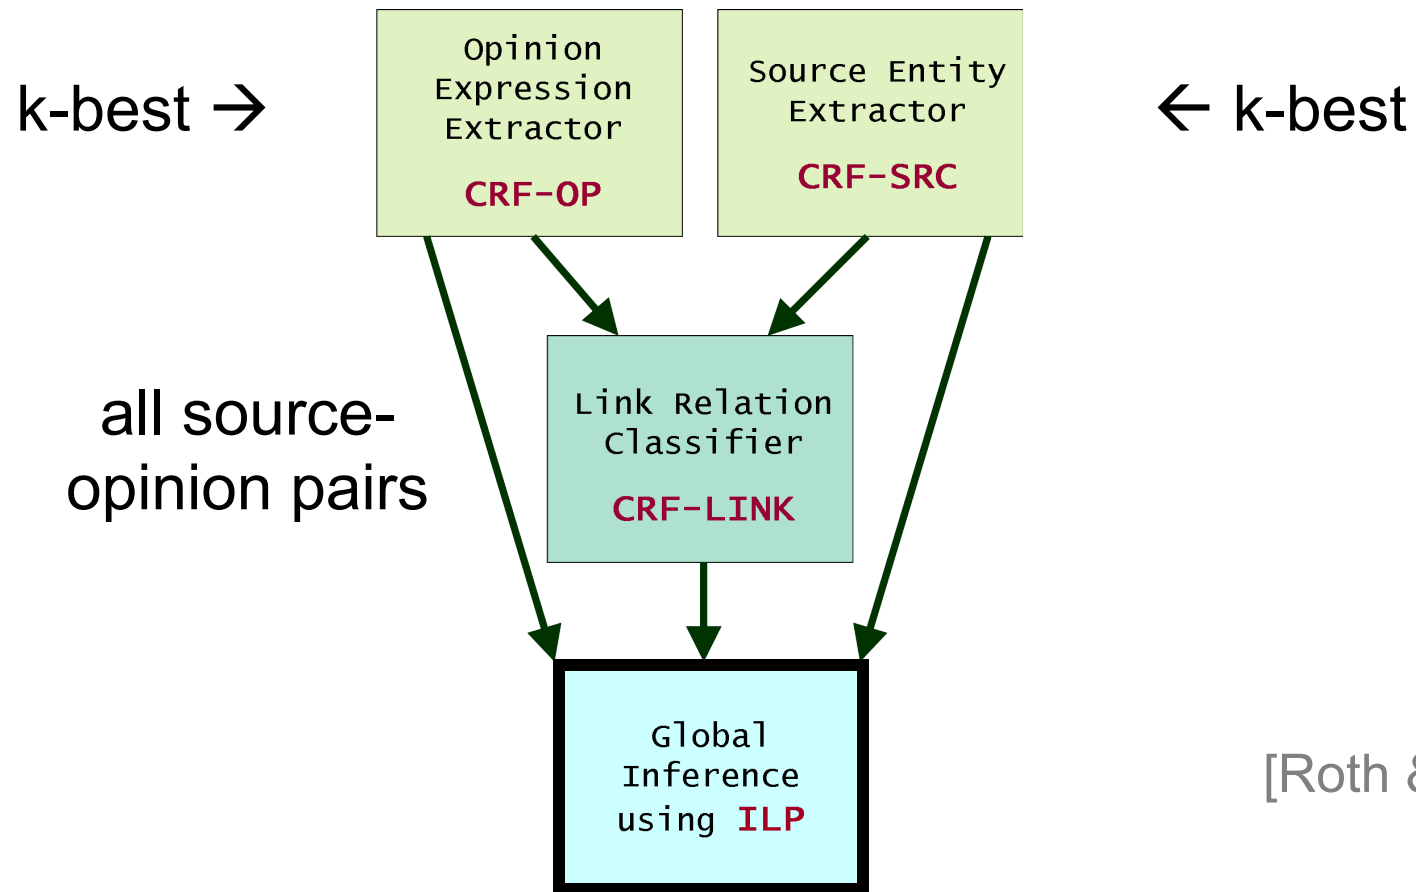 k-best →
Opinion
Expression
Extractor
CRF-OP
Source Entity
Extractor
CRF-SRC
← k-best
all source-
opinion pairs
Link Relation
Classifier
CRF-LINK
Global
Inference
using ILP
[Roth &